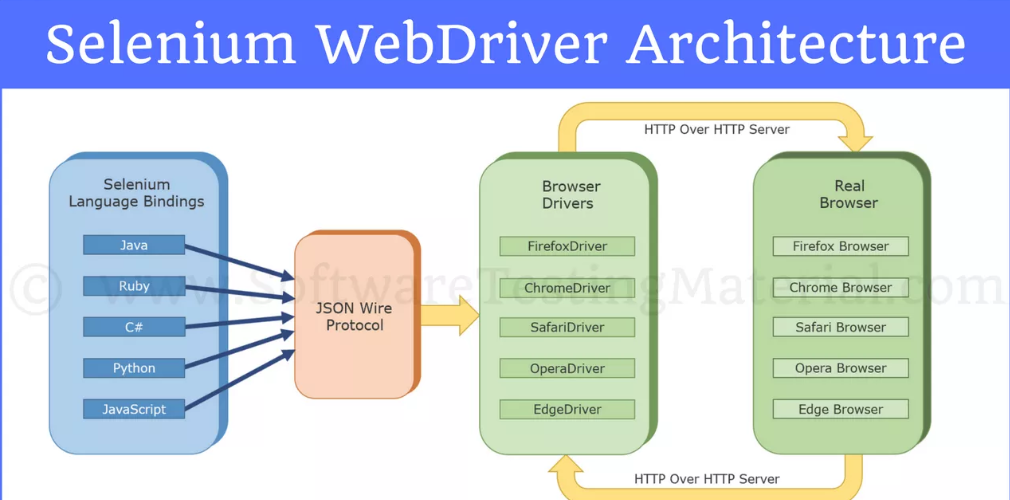 Selenium WebDriver Architecture
HTTP Over HTTP Server
Selenium
Language Bindings
Java
Ruby
C#
Python
JavaScript
JSON Wire
Protocol
Browser
Drivers
FirefoxDriver
ChromeDriver
SafariDriver
OperaDriver
EdgeDriver
Real
Browser
Firefox Browser
Chrome Browser
Safari Browser
Opera Browser
Edge Browser
HTTP Over HTTP Server
© www.SoftwareTestingMaterial.com